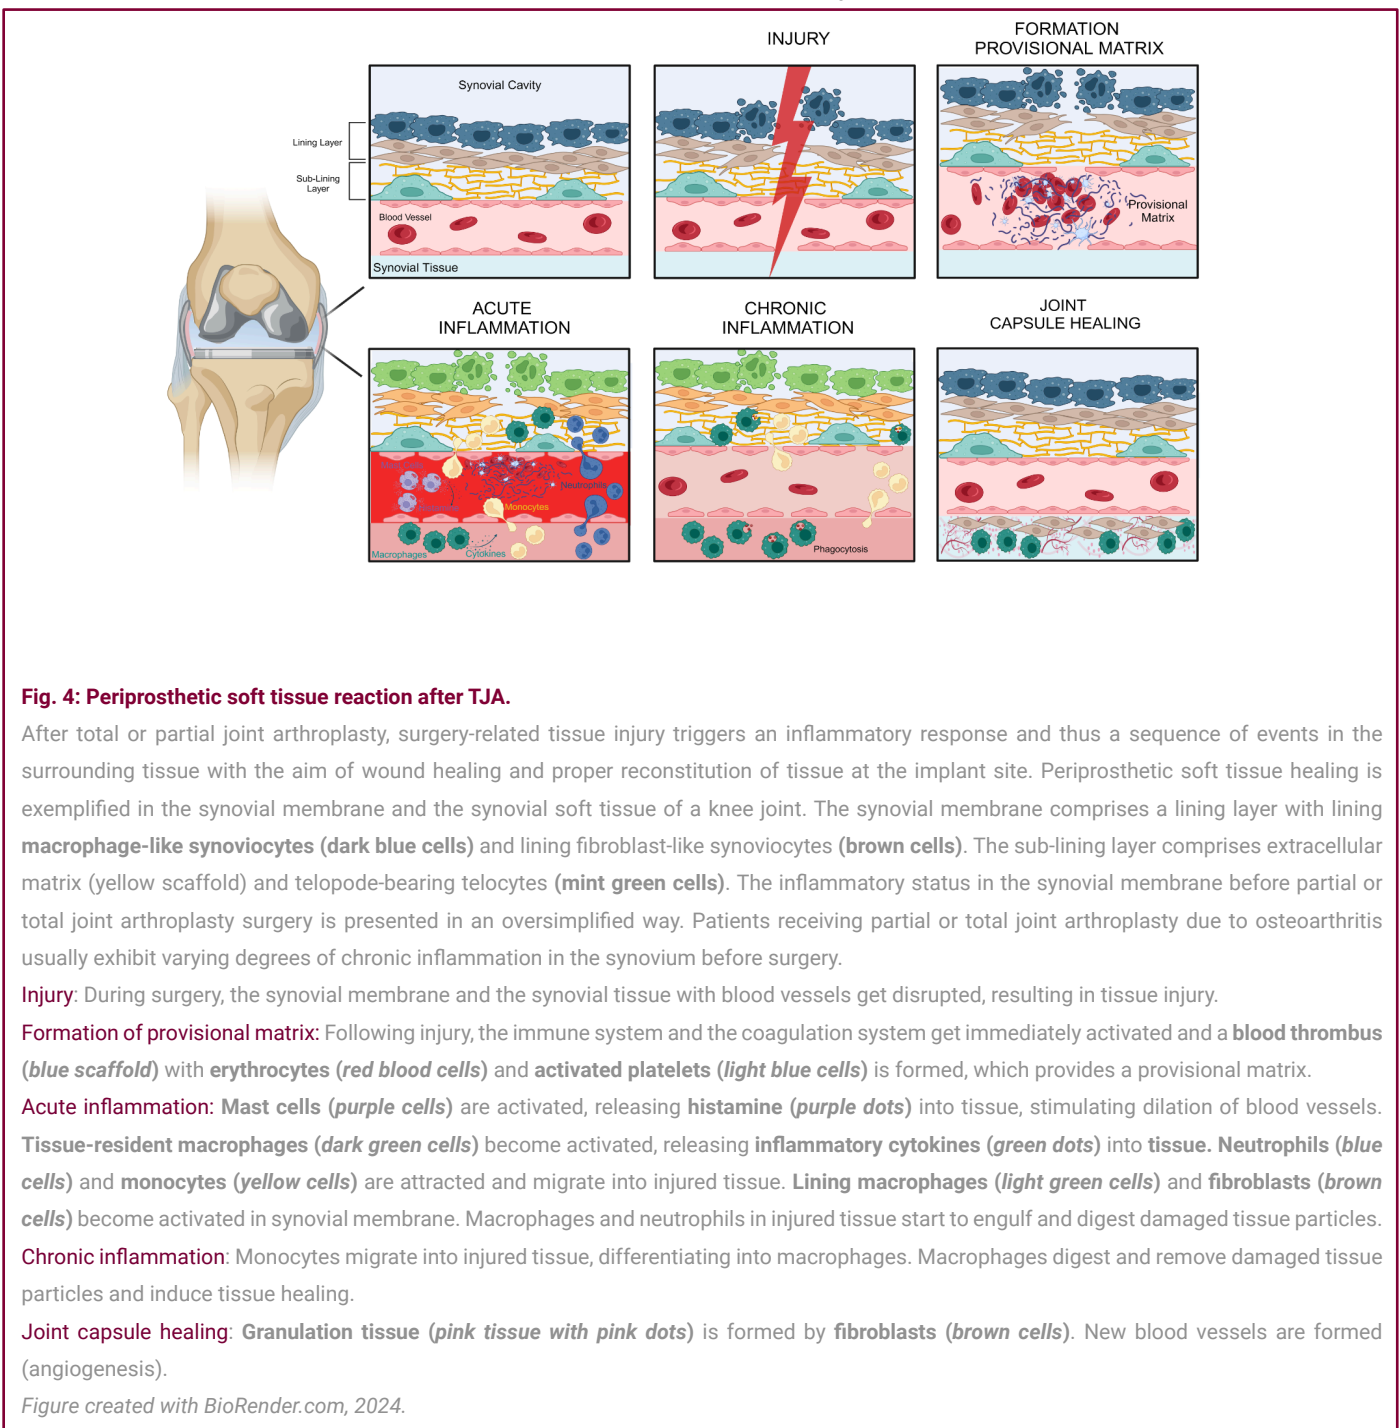 INJURY
FORMATION
PROVISIONAL MATRIX
Synovial Cavity
Lining Layer
Sub-Lining
Layer
Blood Vessel
Synovial Tissue
Provisional
Matrix
ACUTE
INFLAMMATION
CHRONIC
INFLAMMATION
JOINT
CAPSULE HEALING
Neutrophils
Monocytes
Macrophages
Cytokines
Phagocytosis
Fig. 4: Periprosthetic soft tissue reaction after TJA.
After total or partial joint arthroplasty, surgery-related tissue injury triggers an inflammatory response and thus a sequence of events in the
surrounding tissue with the aim of wound healing and proper reconstitution of tissue at the implant site. Periprosthetic soft tissue healing is
exemplified in the synovial membrane and the synovial soft tissue of a knee joint. The synovial membrane comprises a lining layer with lining
macrophage-like synoviocytes (dark blue cells) and lining fibroblast-like synoviocytes (brown cells). The sub-lining layer comprises extracellular
matrix (yellow scaffold) and telopode-bearing telocytes (mint green cells). The inflammatory status in the synovial membrane before partial or
total joint arthroplasty surgery is presented in an oversimplified way. Patients receiving partial or total joint arthroplasty due to osteoarthritis
usually exhibit varying degrees of chronic inflammation in the synovium before surgery.
Injury: During surgery, the synovial membrane and the synovial tissue with blood vessels get disrupted, resulting in tissue injury.
Formation of provisional matrix: Following injury, the immune system and the coagulation system get immediately activated and a blood thrombus
(blue scaffold) with erythrocytes (red blood cells) and activated platelets (light blue cells) is formed, which provides a provisional matrix.
Acute inflammation: Mast cells (purple cells) are activated, releasing histamine (purple dots) into tissue, stimulating dilation of blood vessels.
Tissue-resident macrophages (dark green cells) become activated, releasing inflammatory cytokines (green dots) into tissue. Neutrophils (blue
cells) and monocytes (yellow cells) are attracted and migrate into injured tissue. Lining macrophages (light green cells) and fibroblasts (brown
cells) become activated in synovial membrane. Macrophages and neutrophils in injured tissue start to engulf and digest damaged tissue particles.
Chronic inflammation: Monocytes migrate into injured tissue, differentiating into macrophages. Macrophages digest and remove damaged tissue
particles and induce tissue healing.
Joint capsule healing: Granulation tissue (pink tissue with pink dots) is formed by fibroblasts (brown cells). New blood vessels are formed
(angiogenesis).
Figure created with BioRender.com, 2024.